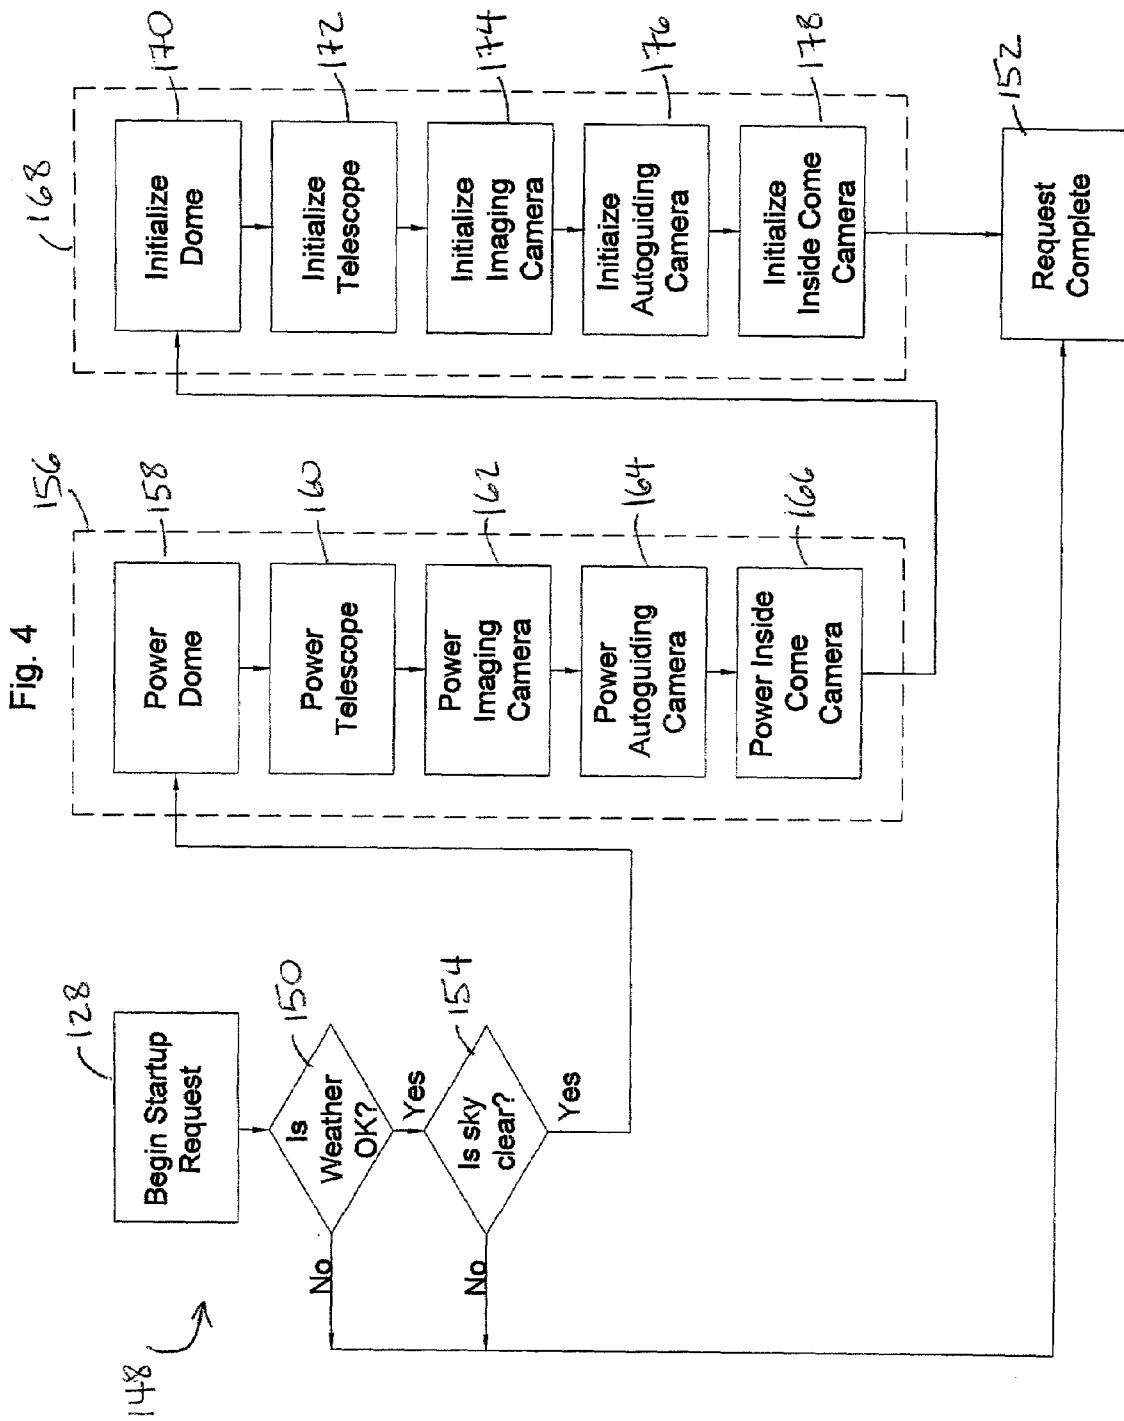 Fig. 4
148
128
Begin Startup
Request
150
Is
Weather
OK?
No
Yes
154
Is sky
clear?
No
Yes
156
158
Power
Dome
160
Power
Telescope
162
Power
Imaging
Camera
164
Power
Autoguiding
Camera
166
Power Inside
Come
Camera
168
170
Initialize
Dome
172
Initialize
Telescope
174
Initialize
Imaging
Camera
176
Initiaize
Autoguiding
Camera
178
Initialize
Inside Come
Camera
152
Request
Complete